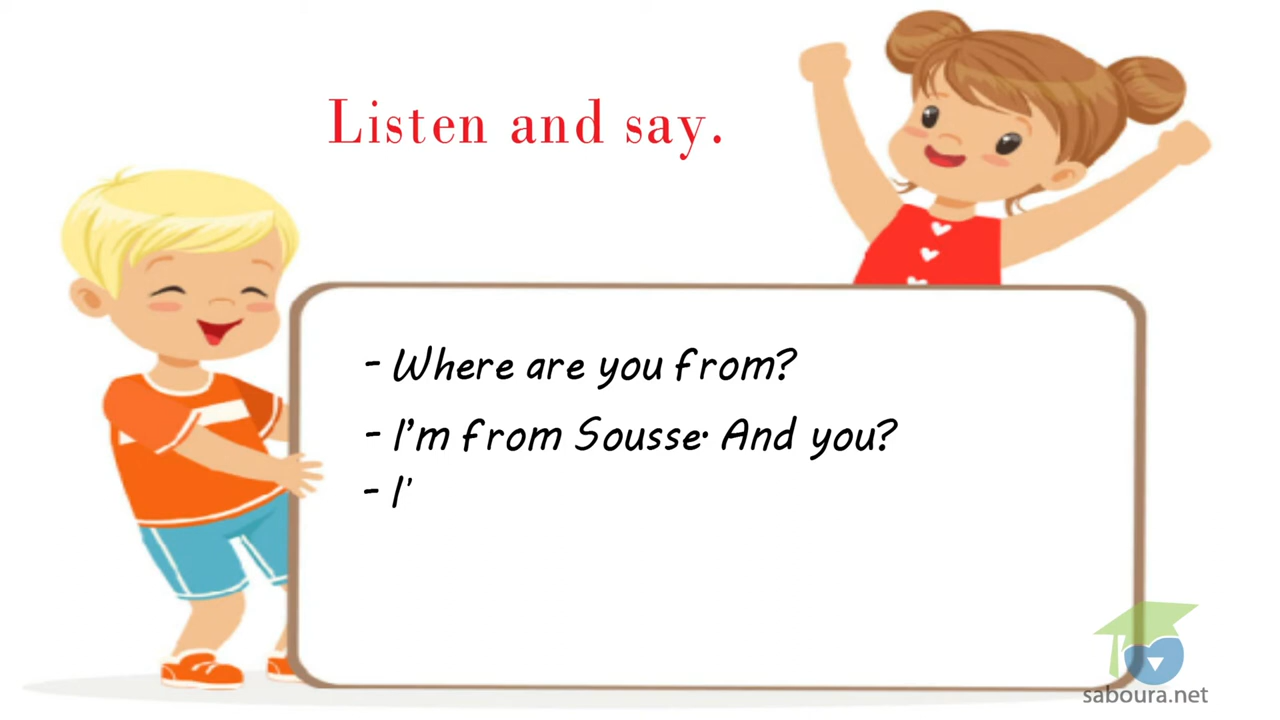 Listen and say.
- Where are you from?
- I'm from Sousse. And you?
- I'
saboura.net